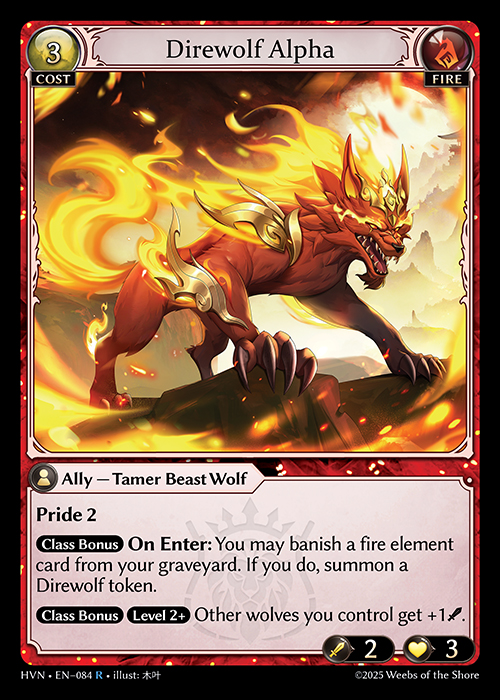 3
Direwolf Alpha
COST
FIRE
Ally — Tamer Beast Wolf
Pride 2
Class Bonus On Enter: You may banish a fire element
card from your graveyard. If you do, summon a
Direwolf token.
Class Bonus Level 2+ Other wolves you control get +1.
2
3
HVN • EN-084 R • illust: 木叶
©2025 Weebs of the Shore